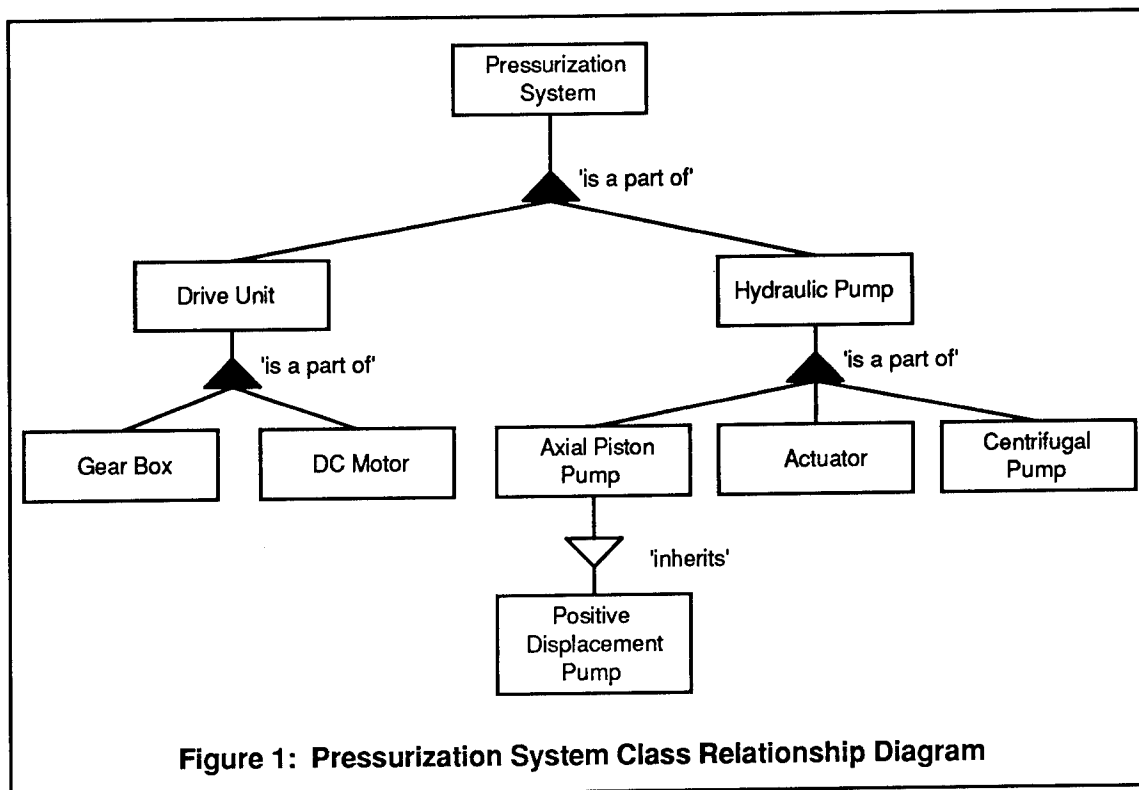 Pressurization
System
'is a part of'
Drive Unit
Hydraulic Pump
'is a part of'
'is a part of'
Gear Box
DC Motor
Axial Piston
Pump
Actuator
Centrifugal
Pump
'inherits'
Positive
Displacement
Pump
Figure 1: Pressurization System Class Relationship Diagram